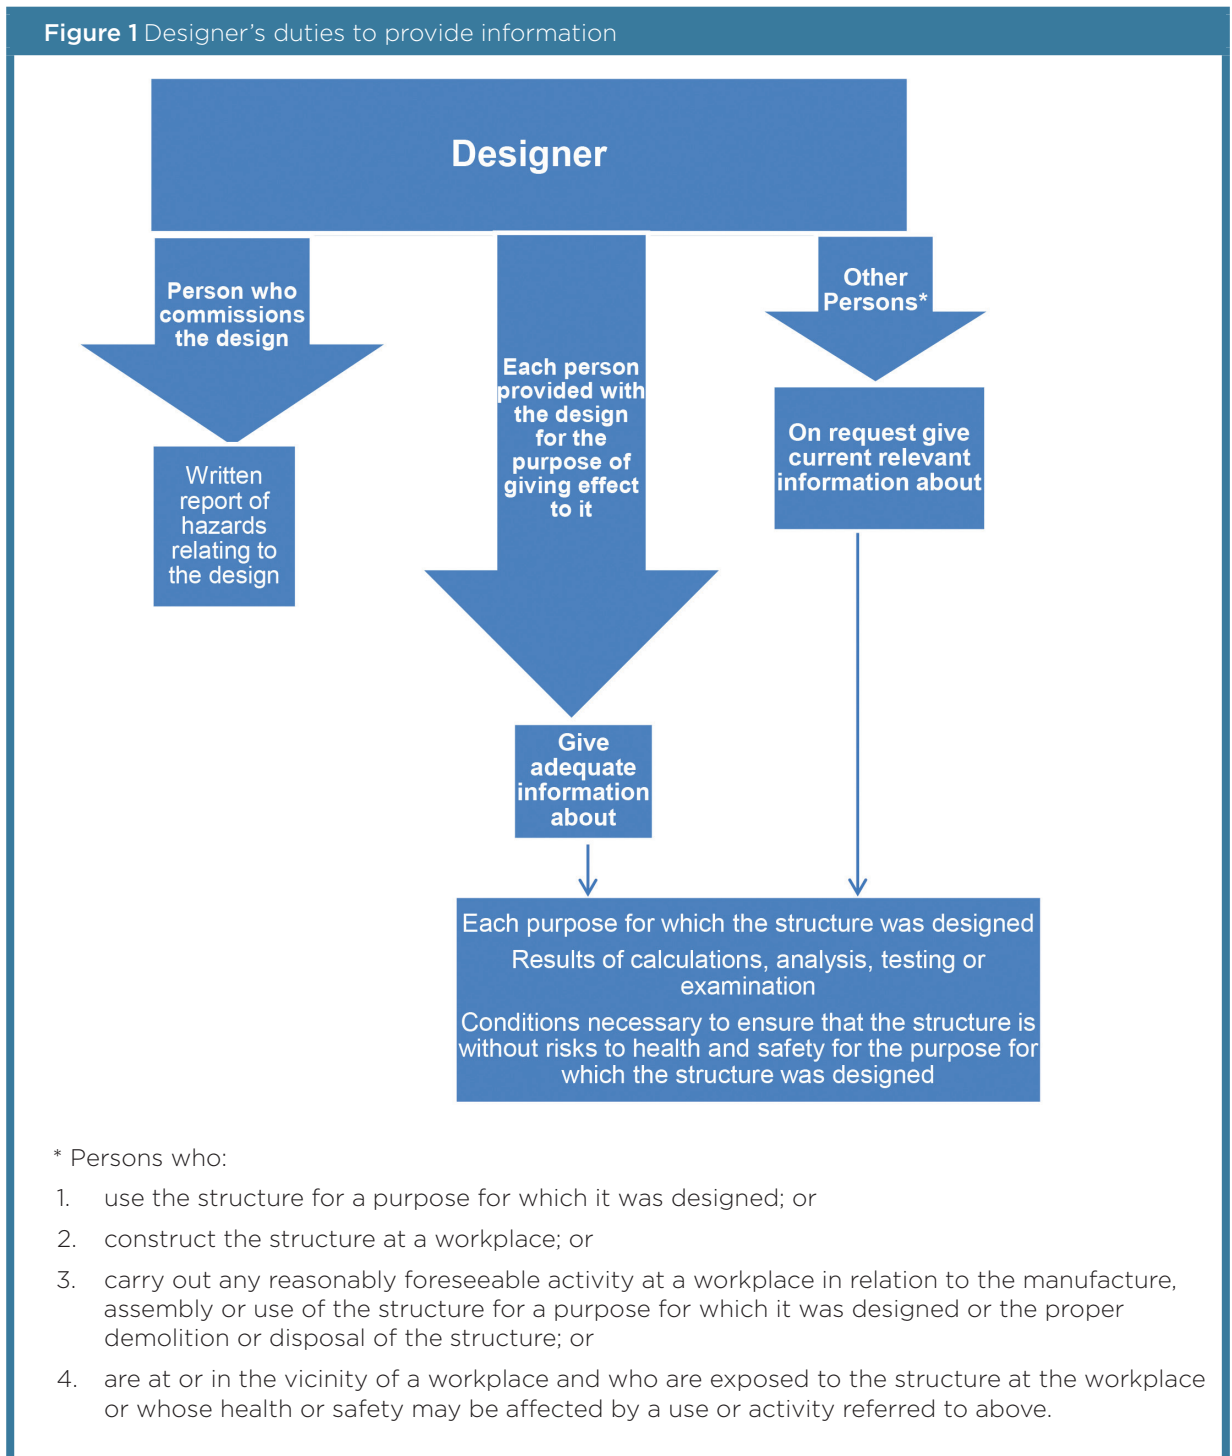 Figure 1 Designer's duties to provide information
Designer
Person who
commissions
the design
Written
report of
hazards
relating to
the design
Each person
provided with
the design
for the
purpose of
giving effect
to it
Give
adequate
information
about
Other
Persons*
On request give
current relevant
information about
Each purpose for which the structure was designed
Results of calculations, analysis, testing or
examination
Conditions necessary to ensure that the structure is
without risks to health and safety for the purpose for
which the structure was designed
* Persons who:
1. use the structure for a purpose for which it was designed; or
2. construct the structure at a workplace; or
3. carry out any reasonably foreseeable activity at a workplace in relation to the manufacture,
assembly or use of the structure for a purpose for which it was designed or the proper
demolition or disposal of the structure; or
4. are at or in the vicinity of a workplace and who are exposed to the structure at the workplace
or whose health or safety may be affected by a use or activity referred to above.